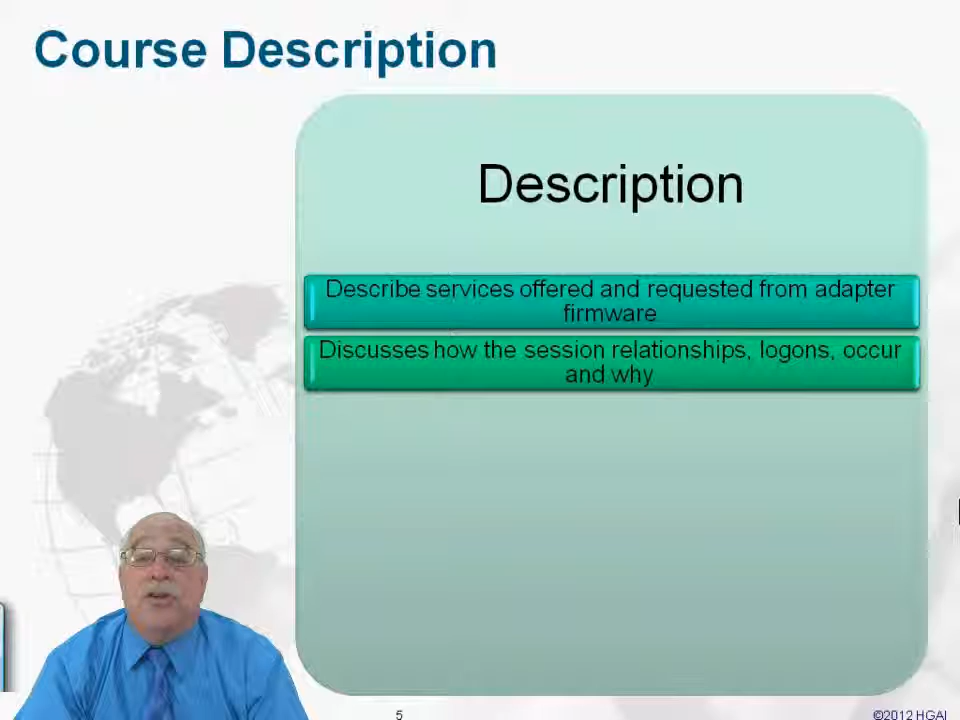 Course Description
Description
Describe services offered and requested from adapter
firmware
Discusses how the session relationships, logons, occur
and why
5
©2012 HGAI